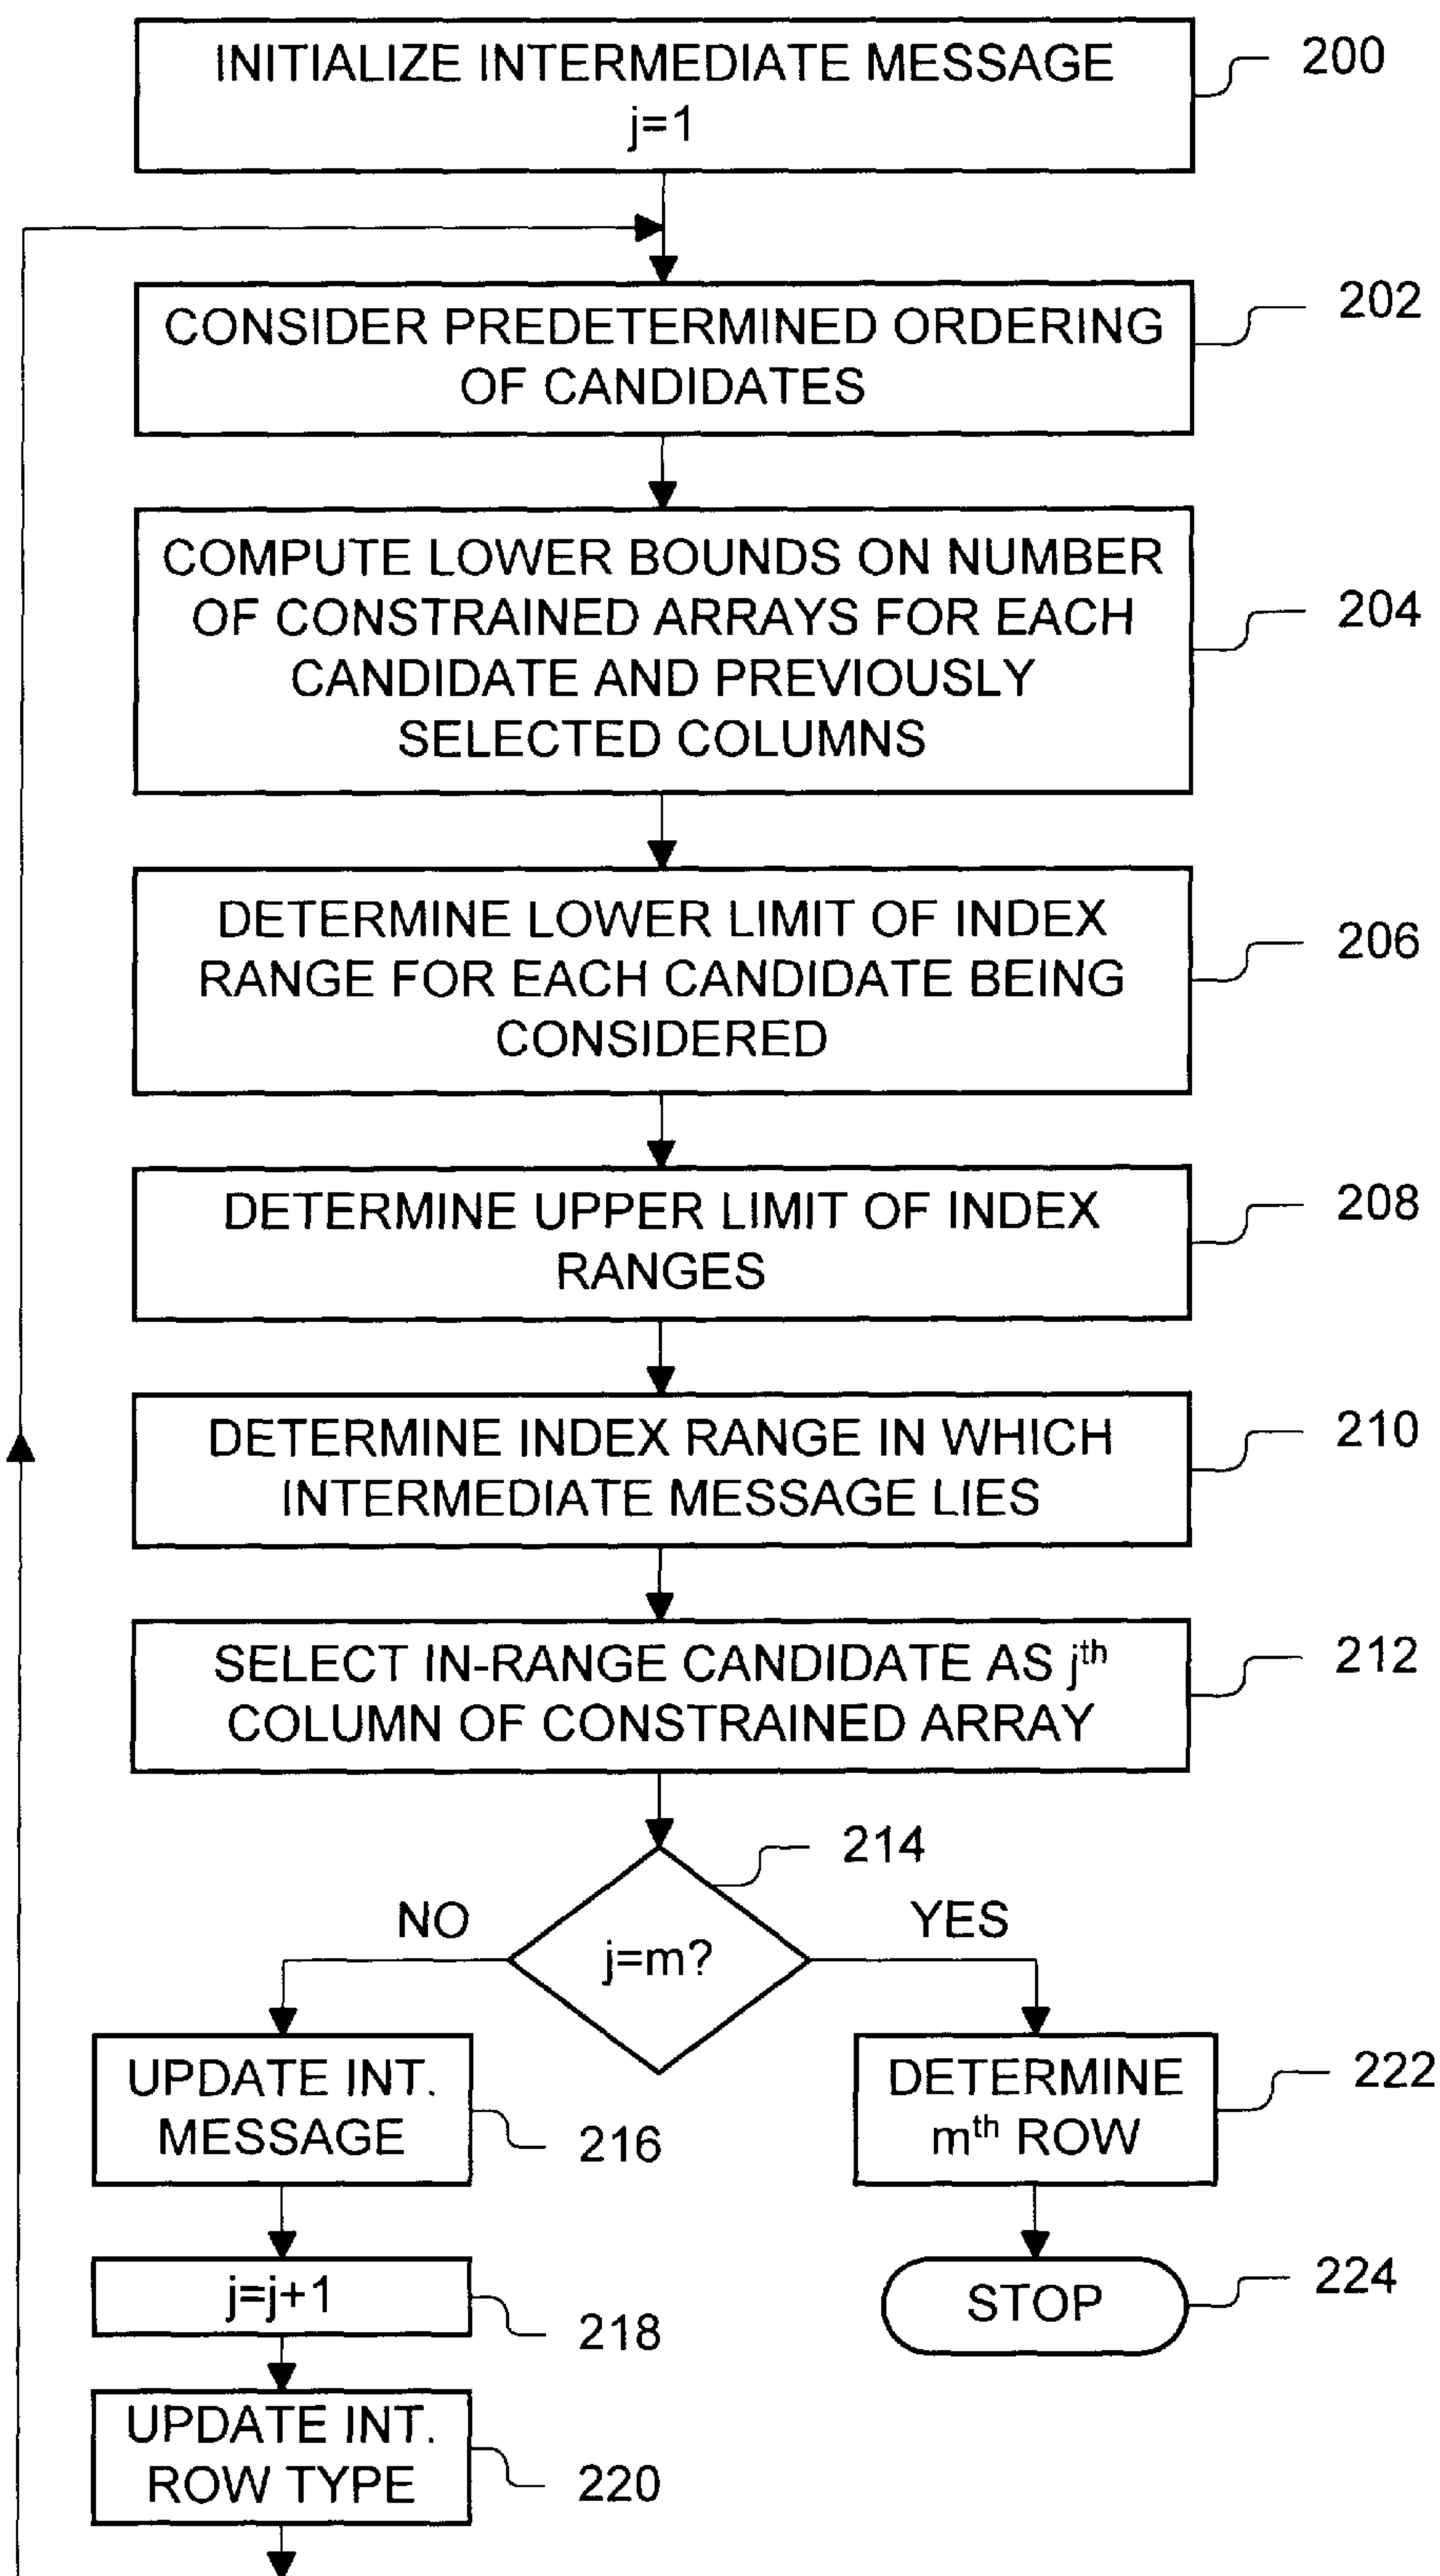 INITIALIZE INTERMEDIATE MESSAGE
j=1
200
CONSIDER PREDETERMINED ORDERING
OF CANDIDATES
202
COMPUTE LOWER BOUNDS ON NUMBER
OF CONSTRAINED ARRAYS FOR EACH
CANDIDATE AND PREVIOUSLY
SELECTED COLUMNS
204
DETERMINE LOWER LIMIT OF INDEX
RANGE FOR EACH CANDIDATE BEING
CONSIDERED
206
DETERMINE UPPER LIMIT OF INDEX
RANGES
208
DETERMINE INDEX RANGE IN WHICH
INTERMEDIATE MESSAGE LIES
210
SELECT IN-RANGE CANDIDATE AS jth
COLUMN OF CONSTRAINED ARRAY
212
214
NO
YES
j=m?
UPDATE INT.
MESSAGE
216
DETERMINE
mth ROW
222
j=j+1
218
STOP
224
UPDATE INT.
ROW TYPE
220